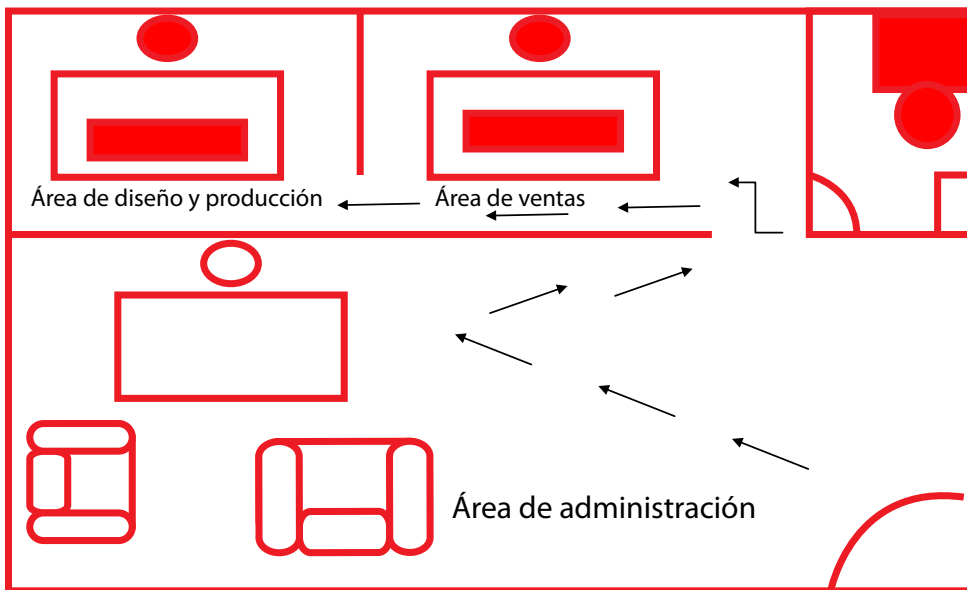 Área de diseño y producción
Área de ventas
Área de administración